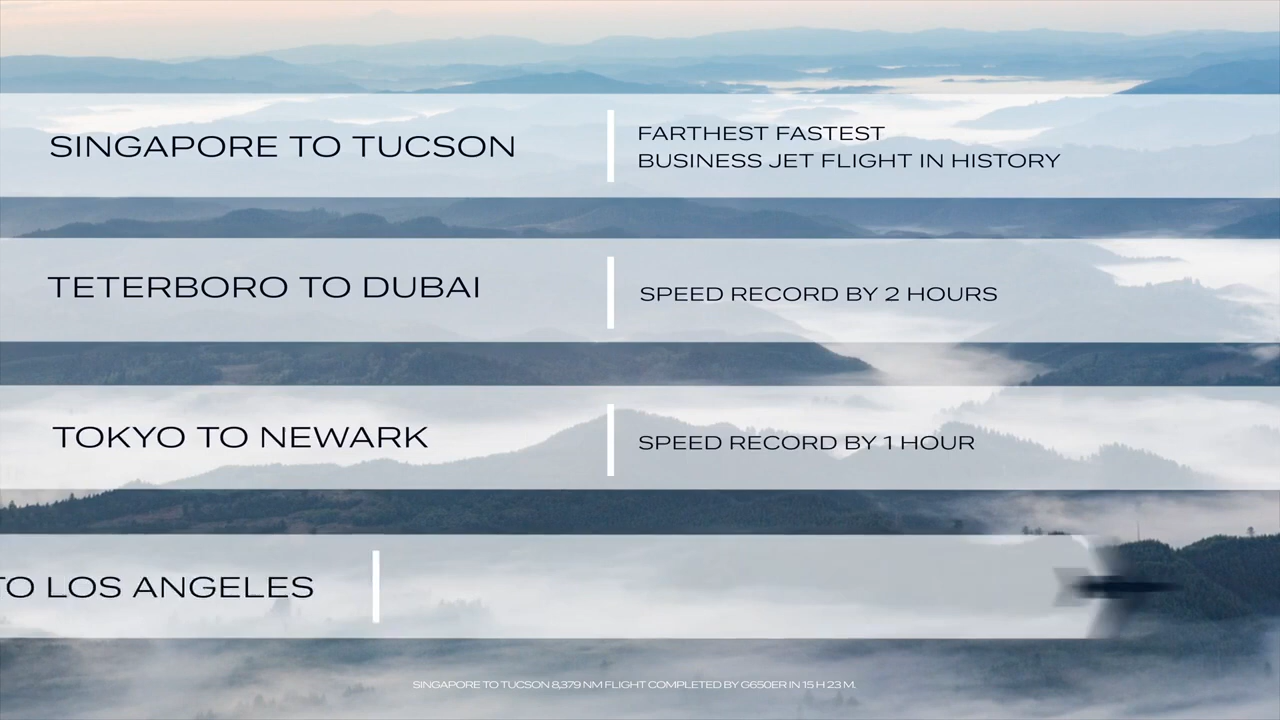 SINGAPORE TO TUCSON
FARTHEST FASTEST
BUSINESS JET FLIGHT IN HISTORY
TETERBORO TO DUBAI
SPEED RECORD BY 2 HOURS
TOKYO TO NEWARK
SPEED RECORD BY 1 HOUR
TO LOS ANGELES
SINGAPORE TO TUCSON 8,379 NM FLIGHT COMPLETED BY G650ER IN 15 H 23 M.